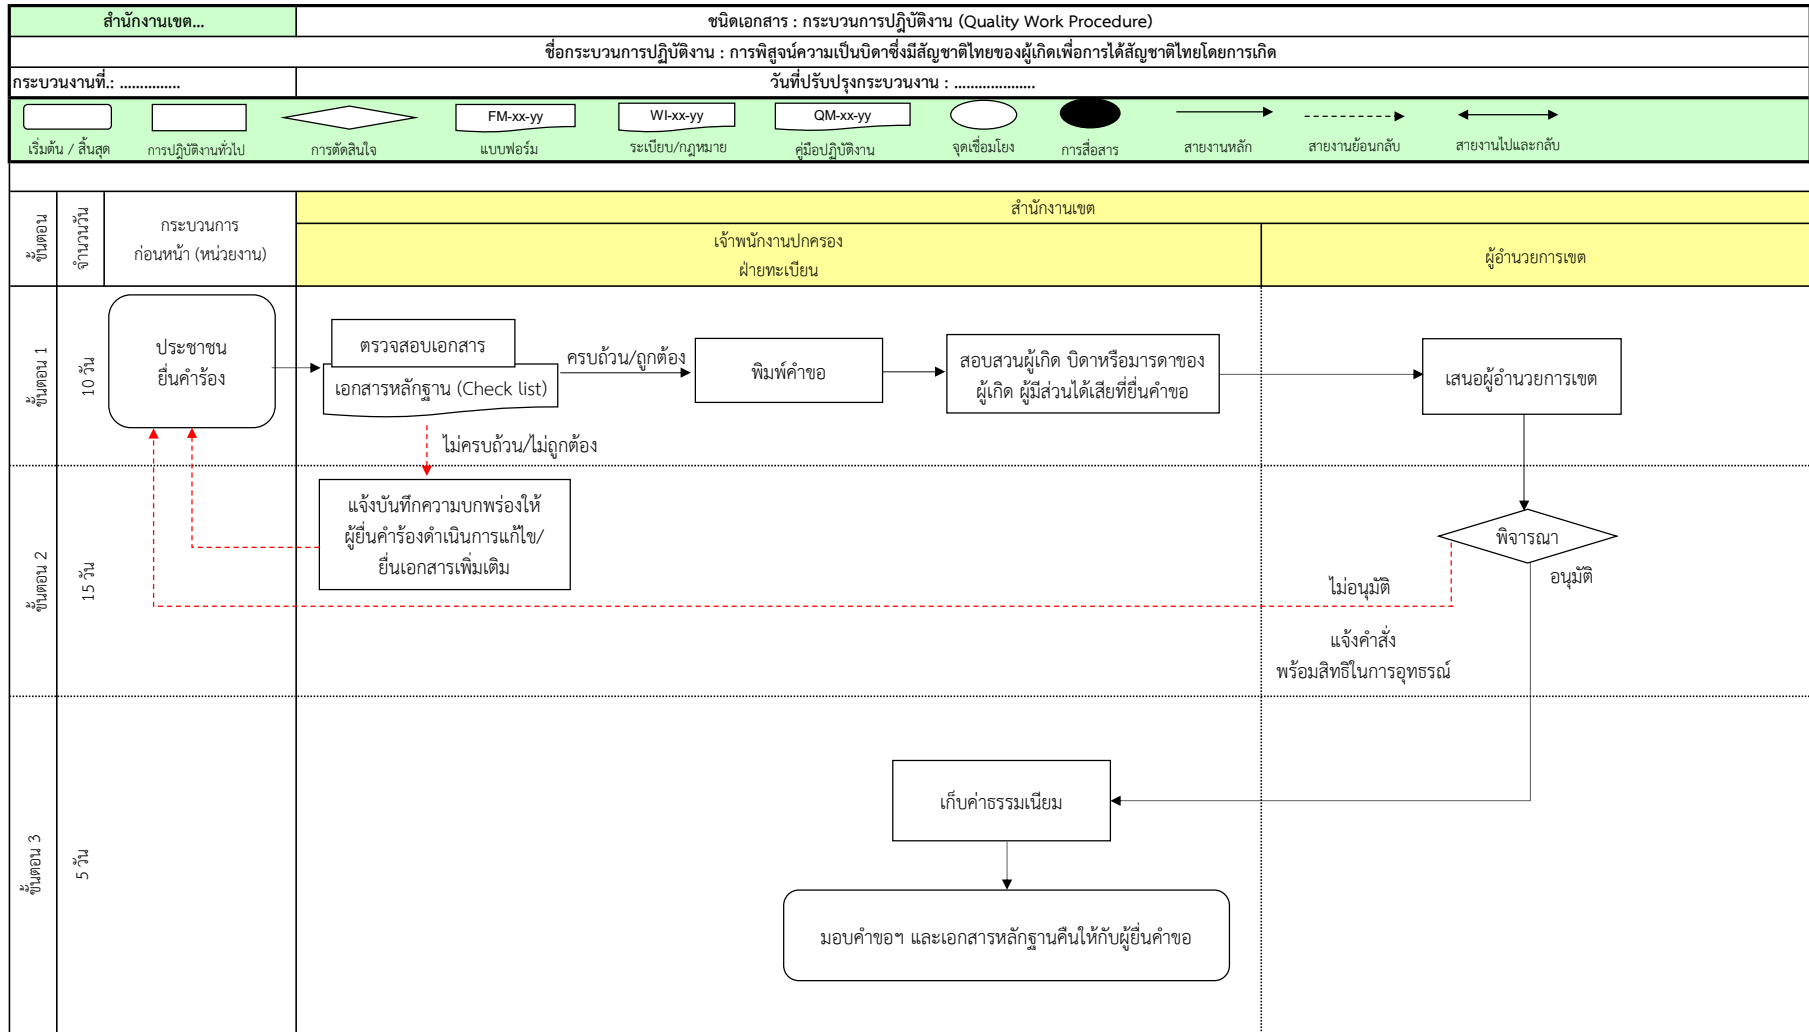 สำนักงานเขต...
ชนิดเอกสาร : กระบวนการปฎิบัติงาน (Quality Work Procedure)
ชื่อกระบวนการปฏิบัติงาน : การพิสูจน์ความเป็นบิดาซึ่งมีสัญชาติไทยของผู้เกิดเพื่อการได้สัญชาติไทยโดยการเกิด
กระบวนงานที่.: ...............
วันที่ปรับปรุงกระบวนงาน : ....................
FM-xx-yy
WI-xx-yy
QM-xx-yy
เริ่มต้น / สิ้นสุด
การปฎิบัติงานทั่วไป
การตัดสินใจ
แบบฟอร์ม
ระเบียบ/กฎหมาย
คู่มือปฏิบัติงาน
จุดเชื่อมโยง
การสื่อสาร
สายงานหลัก
สายงานย้อนกลับ
สายงานไปและกลับ
ขั้นตอน
จำนวนวัน
กระบวนการ
ก่อนหน้า (หน่วยงาน)
สำนักงานเขต
เจ้าพนักงานปกครอง
ฝ่ายทะเบียน
ผู้อำนวยการเขต
ขั้นตอน 1
10 วัน
ประชาชน
ยื่นคำร้อง
ตรวจสอบเอกสาร
เอกสารหลักฐาน (Check list)
ครบถ้วน/ถูกต้อง
พิมพ์คำขอ
สอบสวนผู้เกิด บิดาหรือมารดาของ
ผู้เกิด ผู้มีส่วนได้เสียที่ยื่นคำขอ
เสนอผู้อำนวยการเขต
ไม่ครบถ้วน/ไม่ถูกต้อง
ขั้นตอน 2
15 วัน
แจ้งบันทึกความบกพร่องให้
ผู้ยื่นคำร้องดำเนินการแก้ไข/
ยื่นเอกสารเพิ่มเติม
พิจารณา
อนุมัติ
ไม่อนุมัติ
แจ้งคำสั่ง
พร้อมสิทธิในการอุทธรณ์
ขั้นตอน 3
5 วัน
เก็บค่าธรรมเนียม
มอบคำขอฯ และเอกสารหลักฐานคืนให้กับผู้ยื่นคำขอ